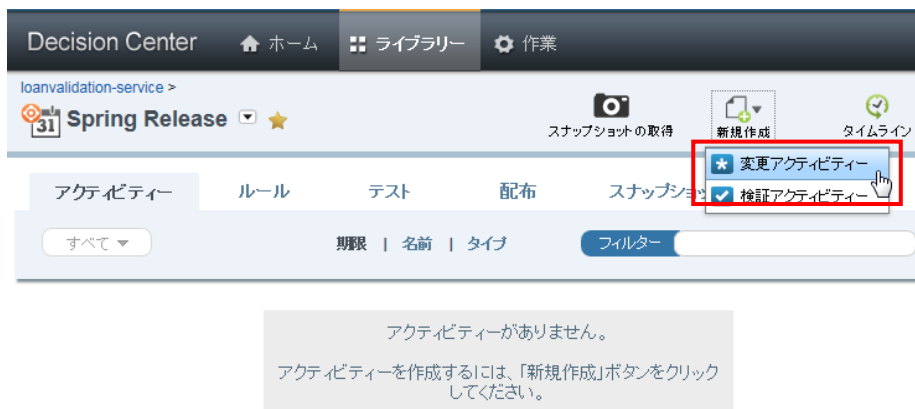 Decision Center ホーム ライブラリー 作業
loanvalidation-service >
31 Spring Release
スナップショットの取得 新規作成 タイムライン
変更アクティビティー
検証アクティビティー
アクティビティー ルール テスト 配布 スナップショ
すべて 期限 | 名前 | タイプ フィルター
アクティビティーがありません。
アクティビティーを作成するには、「新規作成」ボタンをクリック
してください。